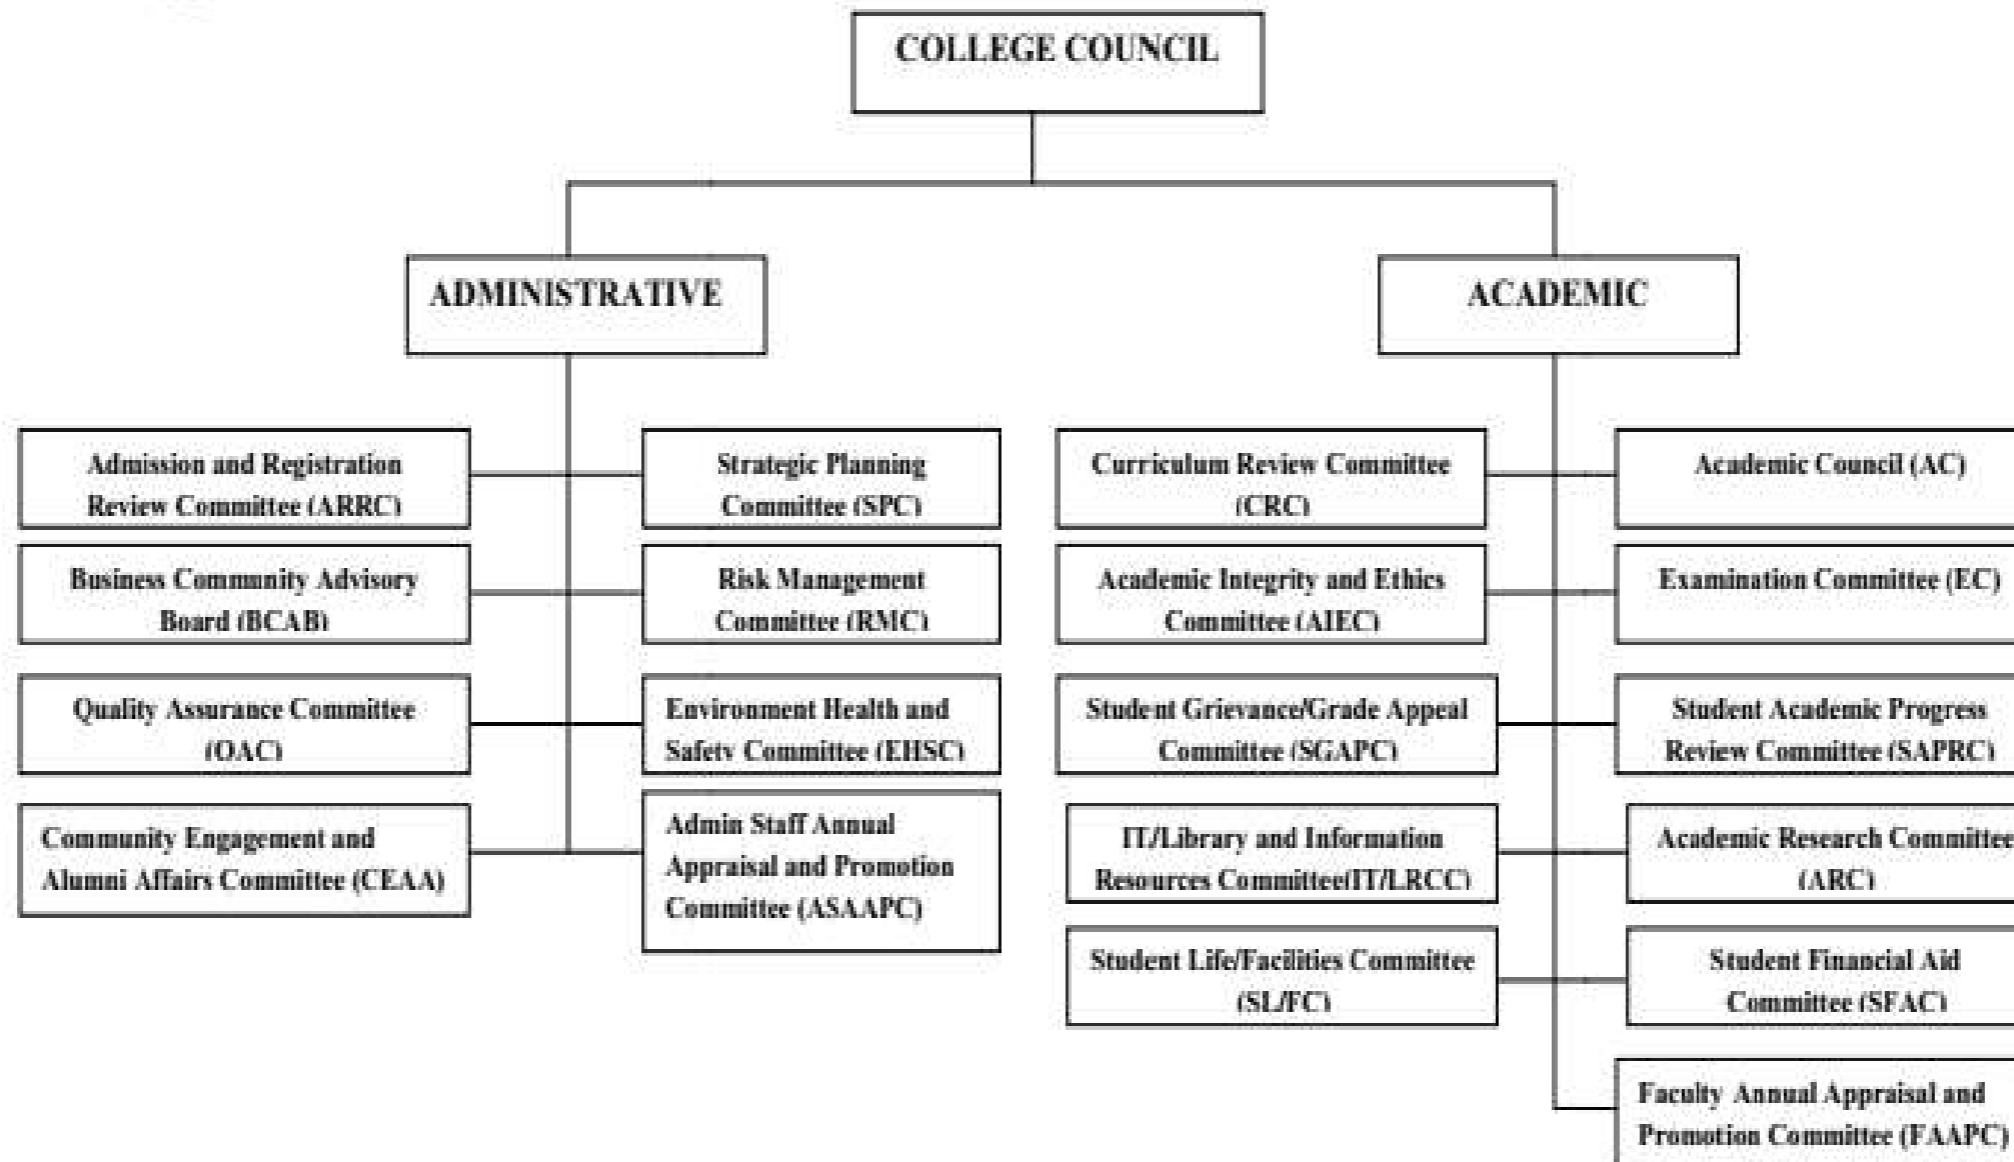 COLLEGE COUNCIL
ADMINISTRATIVE
ACADEMIC
Admission and Registration
Review Committee (ARRC)
Strategic Planning
Committee (SPC)
Curriculum Review Committee
(CRC)
Academic Council (AC)
Business Community Advisory
Board (BCAB)
Risk Management
Committee (RMC)
Academic Integrity and Ethics
Committee (AIEC)
Examination Committee (EC)
Quality Assurance Committee
(QAC)
Environment Health and
Safety Committee (EHSC)
Student Grievance/Grade Appeal
Committee (SGAPC)
Student Academic Progress
Review Committee (SAPRC)
Community Engagement and
Alumni Affairs Committee (CEAA)
Admin Staff Annual
Appraisal and Promotion
Committee (ASAAPC)
IT/Library and Information
Resources Committee(IT/LRCC)
Academic Research Committee
(ARC)
Student Life/Facilities Committee
(SL/FC)
Student Financial Aid
Committee (SFAC)
Faculty Annual Appraisal and
Promotion Committee (FAAPC)